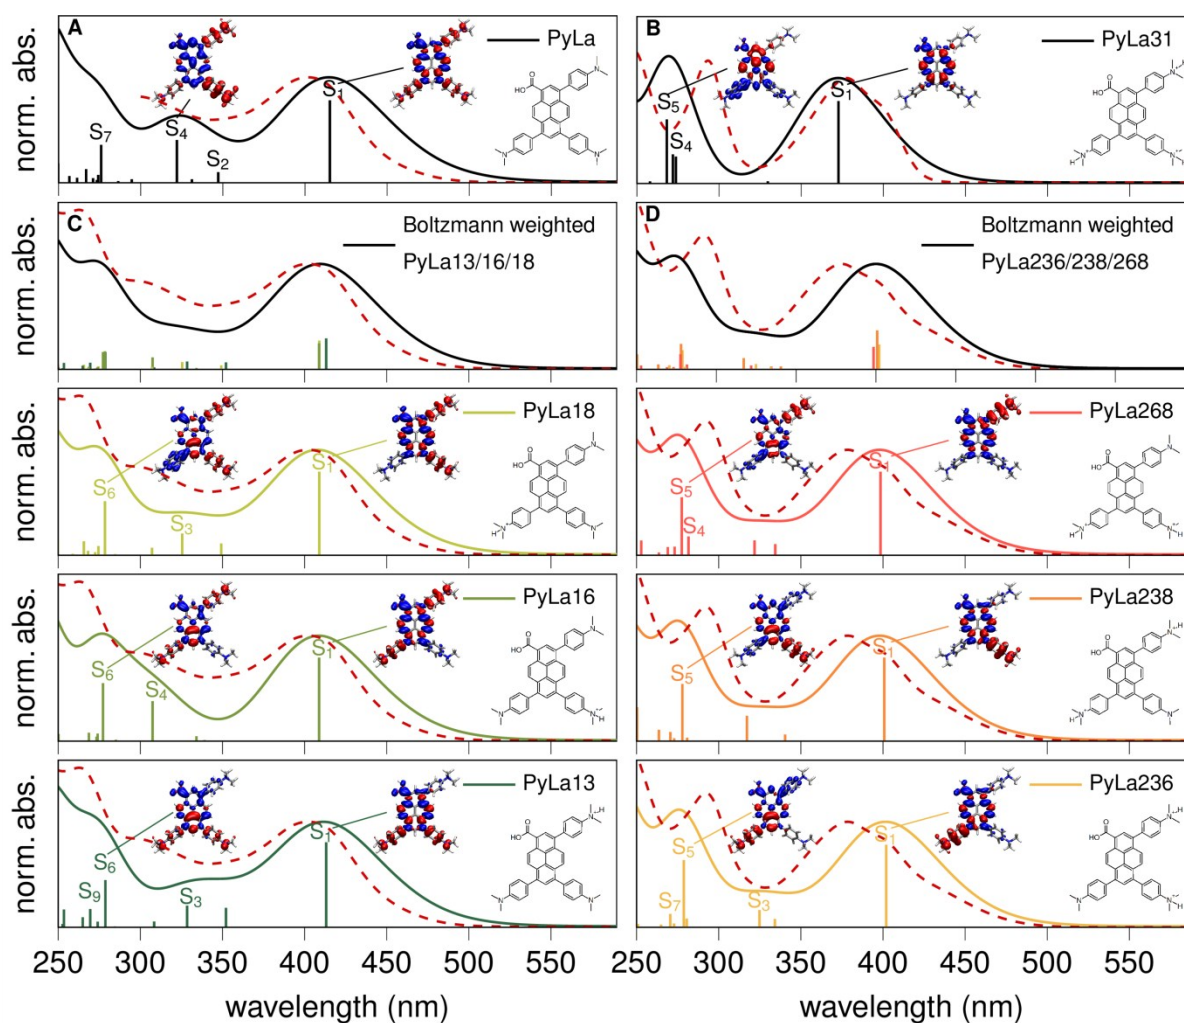 A
PyLa
S7
S4
S2
S1
norm. abs.
B
PyLa31
S5
S4
S1
C
Boltzmann weighted
PyLa13/16/18
norm. abs.
D
Boltzmann weighted
PyLa236/238/268
PyLa18
S6
S3
S1
norm. abs.
PyLa268
S5
S4
S1
PyLa16
S6
S4
S1
norm. abs.
PyLa238
S5
S1
PyLa13
S9
S6
S3
S1
norm. abs.
PyLa236
S7
S5
S3
S1
250 300 350 400 450 500 550
250 300 350 400 450 500 550
wavelength (nm)
wavelength (nm)